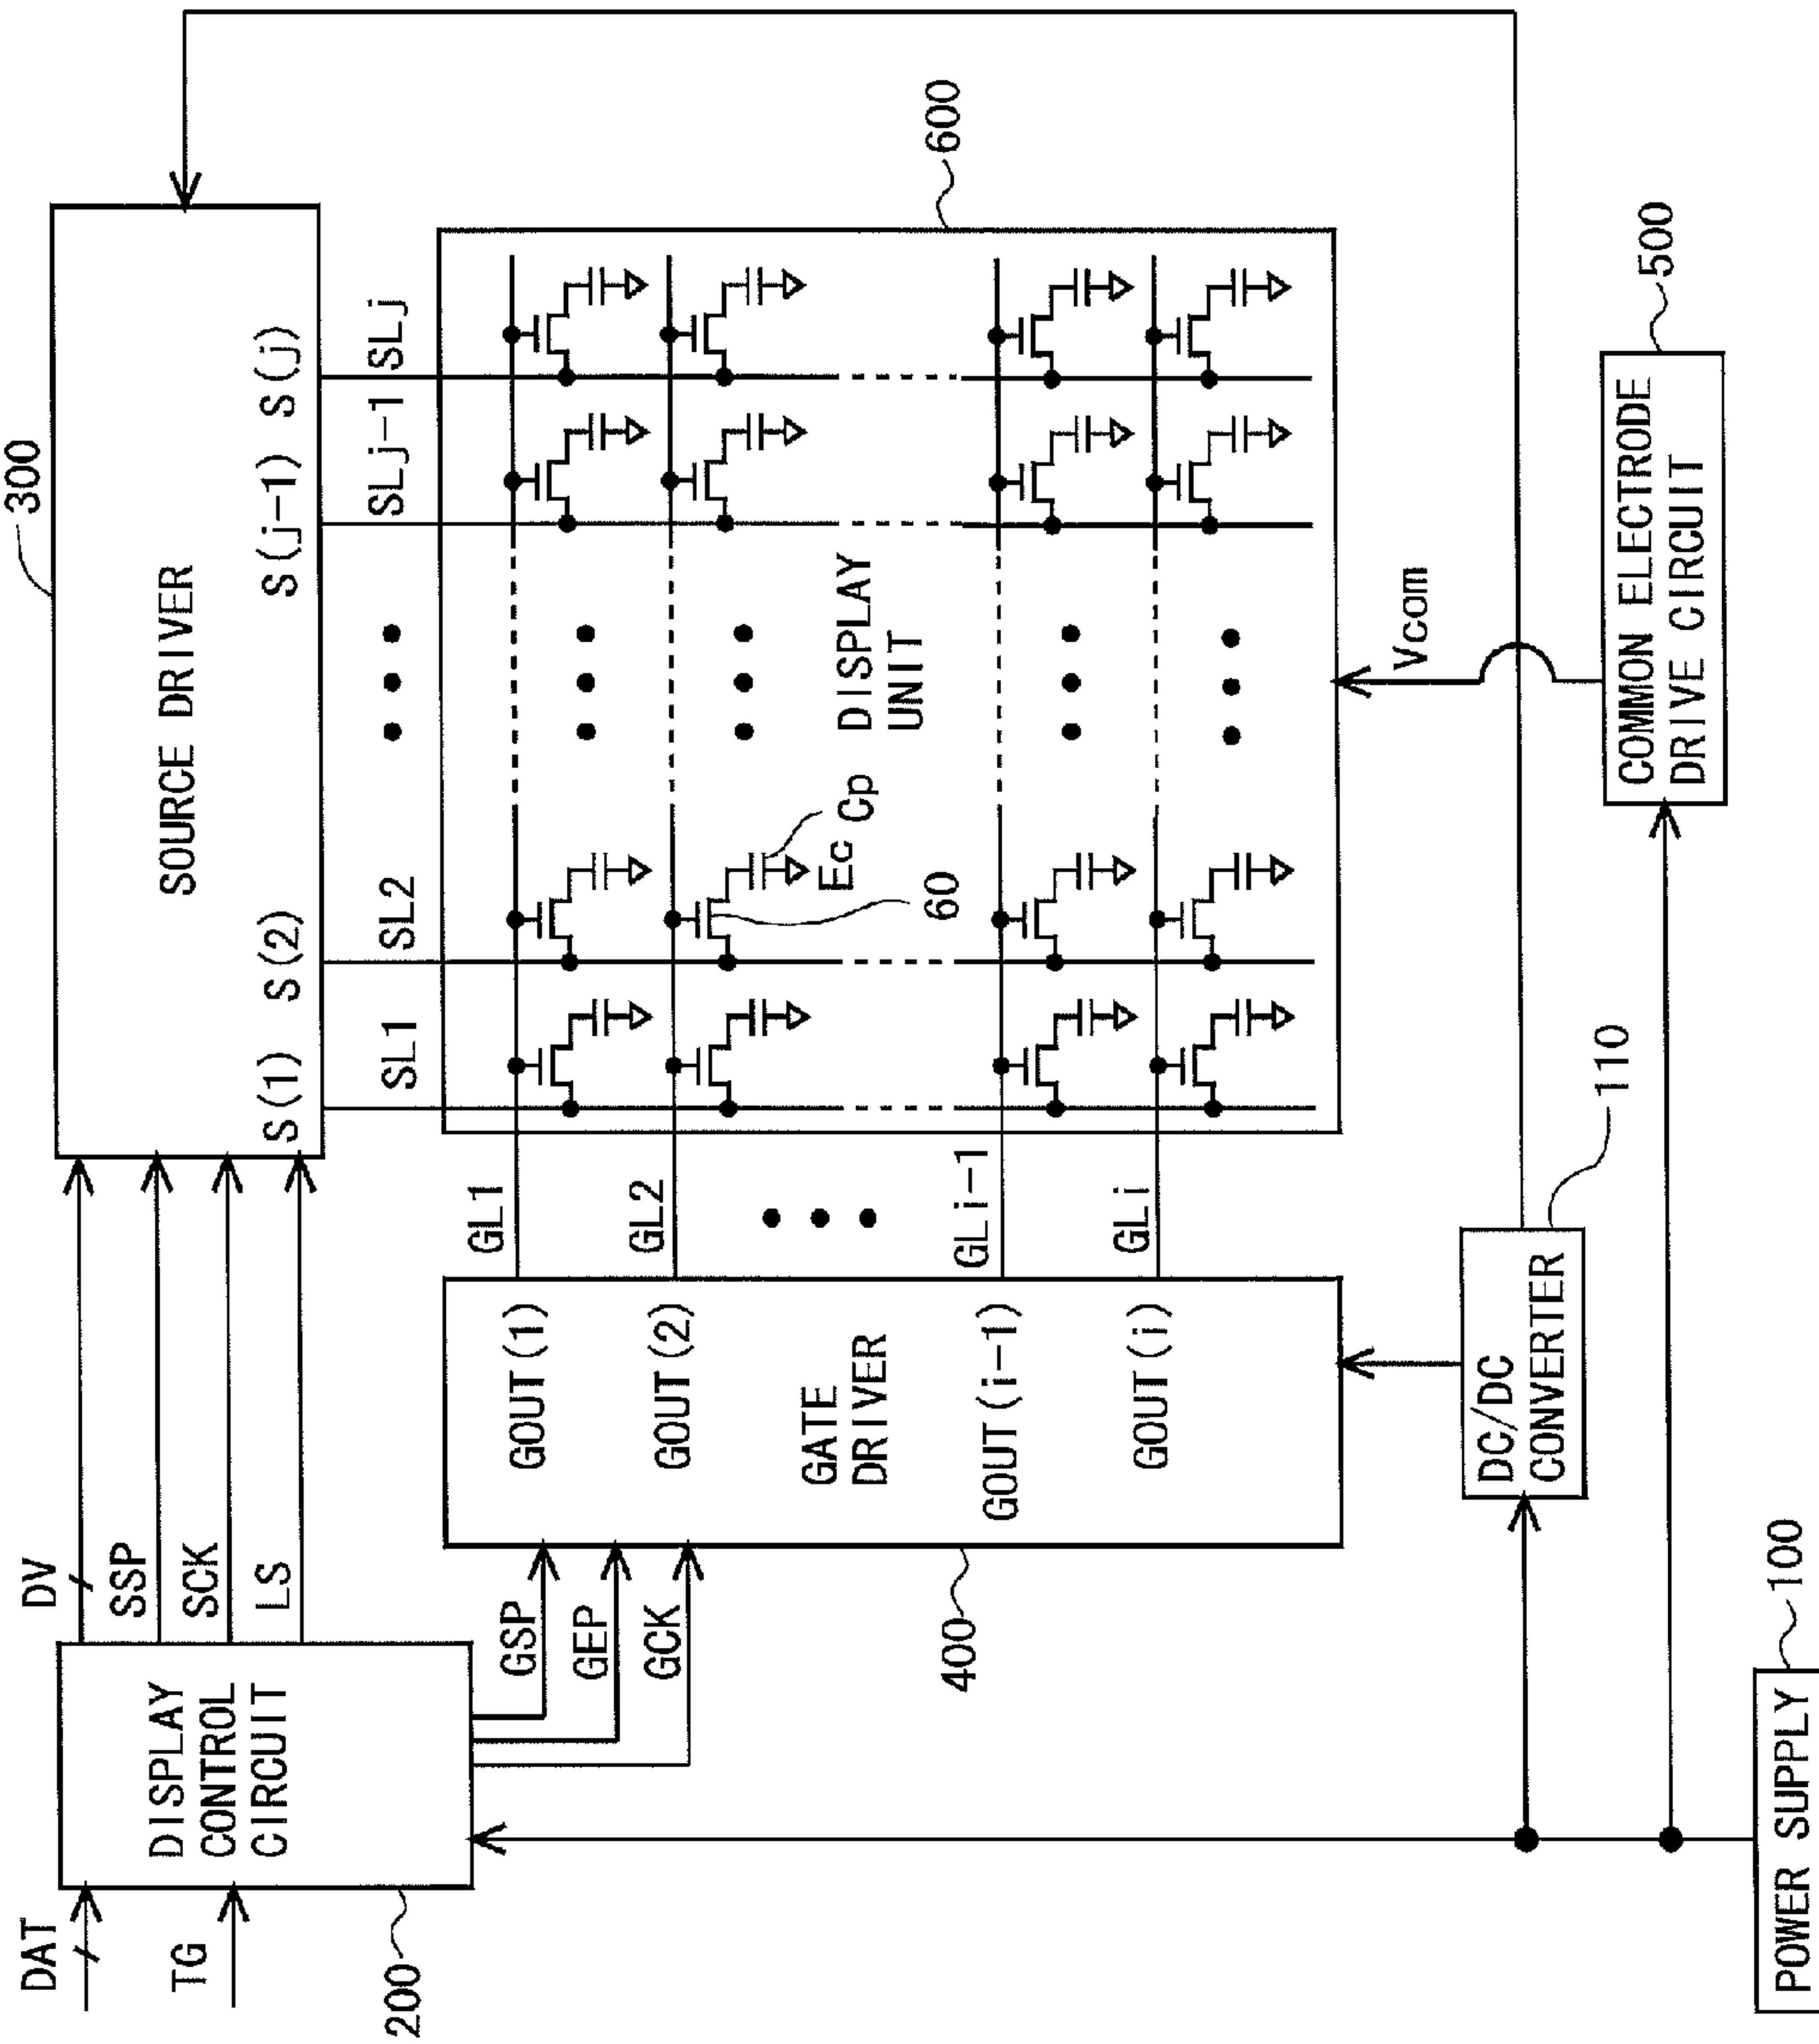 DAT
TG
200
DISPLAY
CONTROL
CIRCUIT
DV
SSP
SCK
LS
GSP
GEP
GCK
300
SOURCE DRIVER
S(1)
S(2)
S(j-1)
S(j)
SL1
SL2
SLj-1
SLj
400
GOUT(1)
GOUT(2)
GATE
DRIVER
GOUT(i-1)
GOUT(i)
GL1
GL2
GLi-1
GLi
600
DISPLAY
UNIT
Cp
Ec
60
Vcom
DC/DC
CONVERTER
110
COMMON ELECTRODE
DRIVE CIRCUIT
500
POWER SUPPLY
100